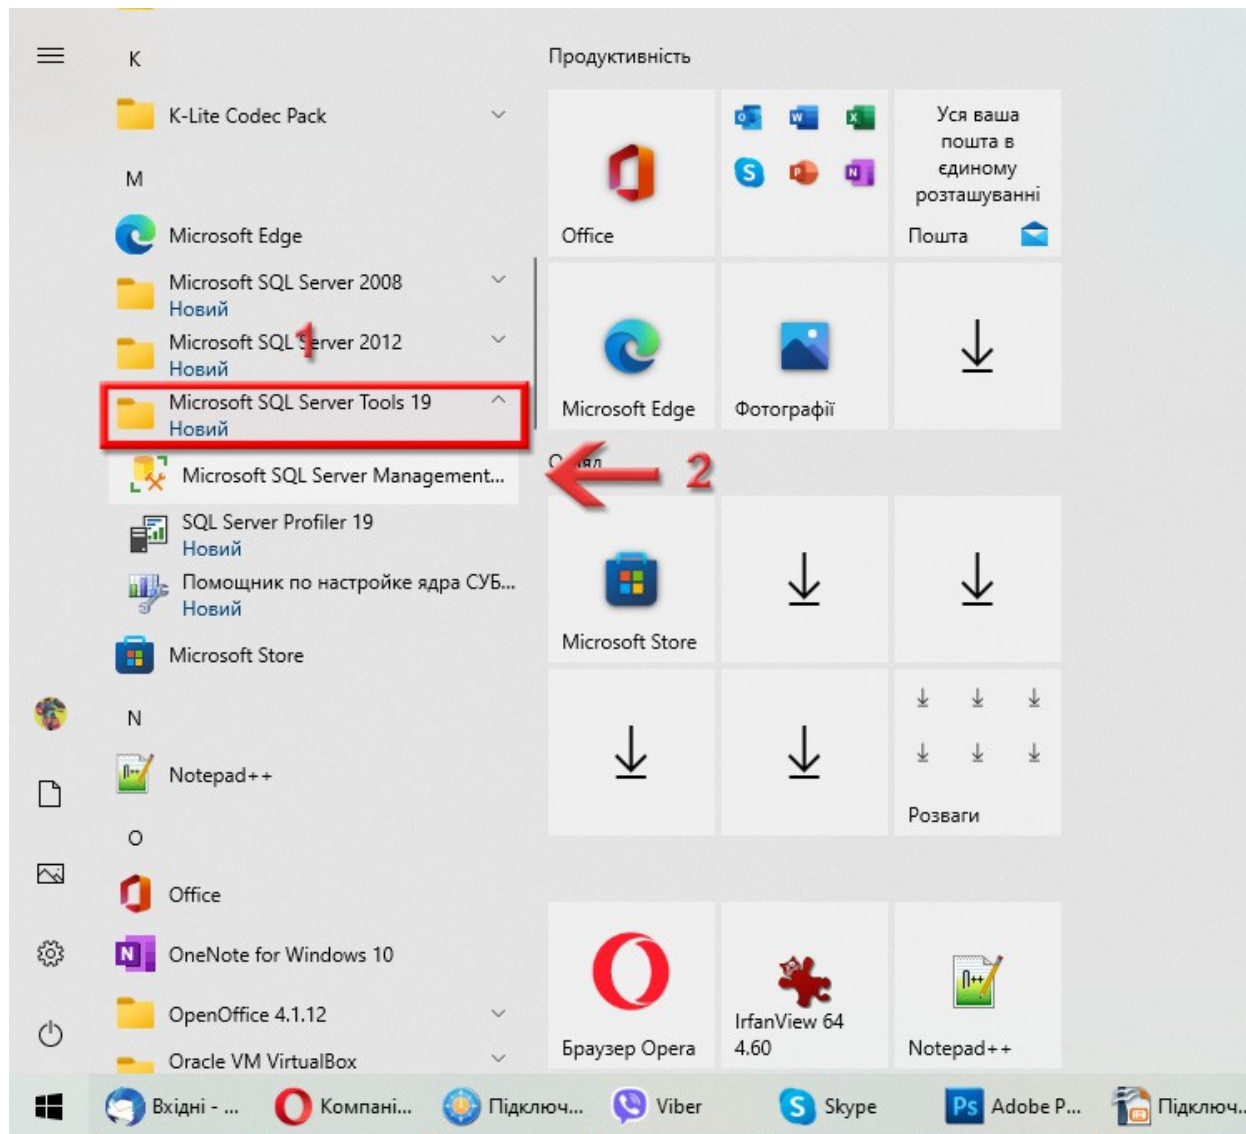 K
K-Lite Codec Pack
M
Microsoft Edge
Microsoft SQL Server 2008
Новий
1
Microsoft SQL Server 2012
Новий
Microsoft SQL Server Tools 19
Новий
Microsoft SQL Server Management...
2
SQL Server Profiler 19
Новий
Помощник по настройке ядра СУБ...
Новий
Microsoft Store
N
Notepad++
O
Office
OneNote for Windows 10
OpenOffice 4.1.12
Oracle VM VirtualBox
Продуктивність
Office
Уся ваша
пошта в
єдиному
розташуванні
Пошта
Microsoft Edge
Фотографії
Microsoft Store
Розваги
Браузер Opera
IrfanView 64
4.60
Notepad++
Вхідні - ...
Компані...
Підключ...
Viber
Skype
Ps
Adobe P...
Підключ...